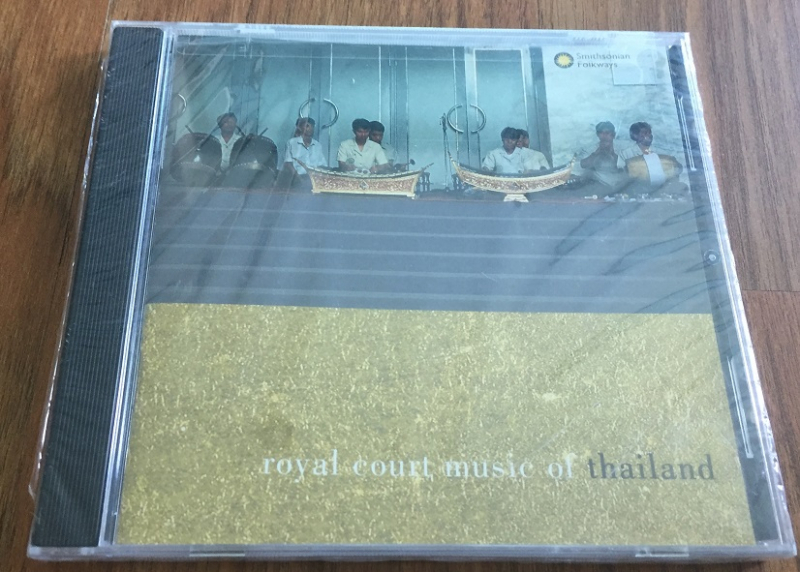 Smithsonian
Folkways
royal court music of thailand